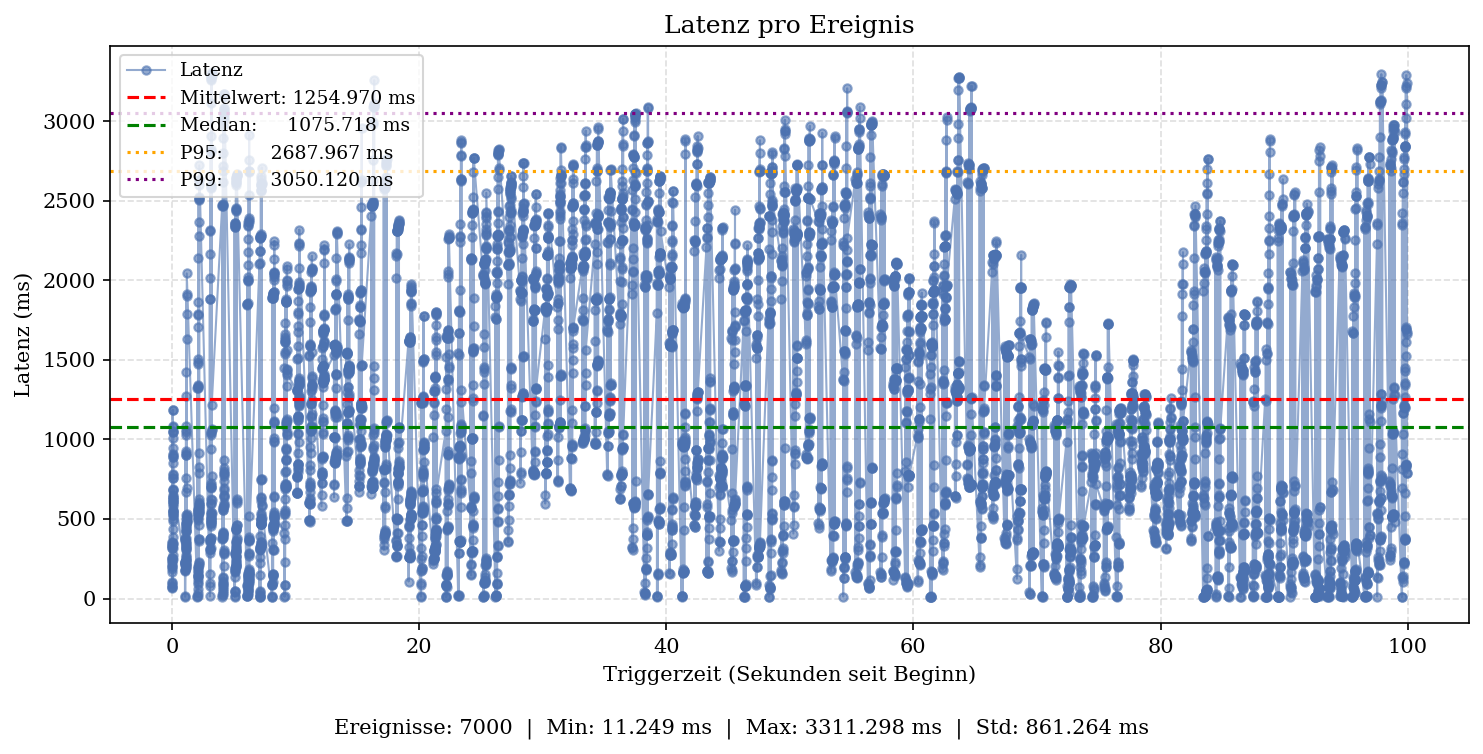 Latenz pro Ereignis
Latenz
Mittelwert: 1254.970 ms
Median: 1075.718 ms
P95: 2687.967 ms
P99: 3050.120 ms
Latenz (ms)
3000
2500
2000
1500
1000
500
0
0 20 40 60 80 100
Triggerzeit (Sekunden seit Beginn)
Ereignisse: 7000 | Min: 11.249 ms | Max: 3311.298 ms | Std: 861.264 ms